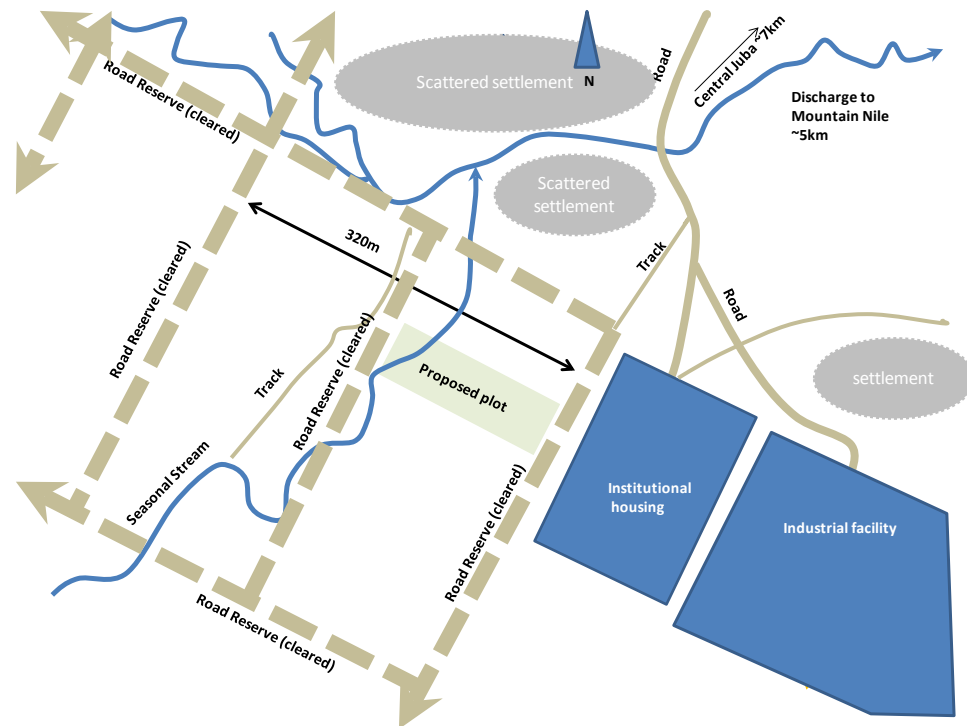 Road Reserve (cleared)
Scattered settlement
N
Road
Central Juba ~7km
Discharge to
Mountain Nile
~5km
Scattered
settlement
320m
Track
Road
Road Reserve (cleared)
Road Reserve (cleared)
Track
Proposed plot
settlement
Seasonal Stream
Road Reserve (cleared)
Institutional
housing
Industrial facility
Road Reserve (cleared)